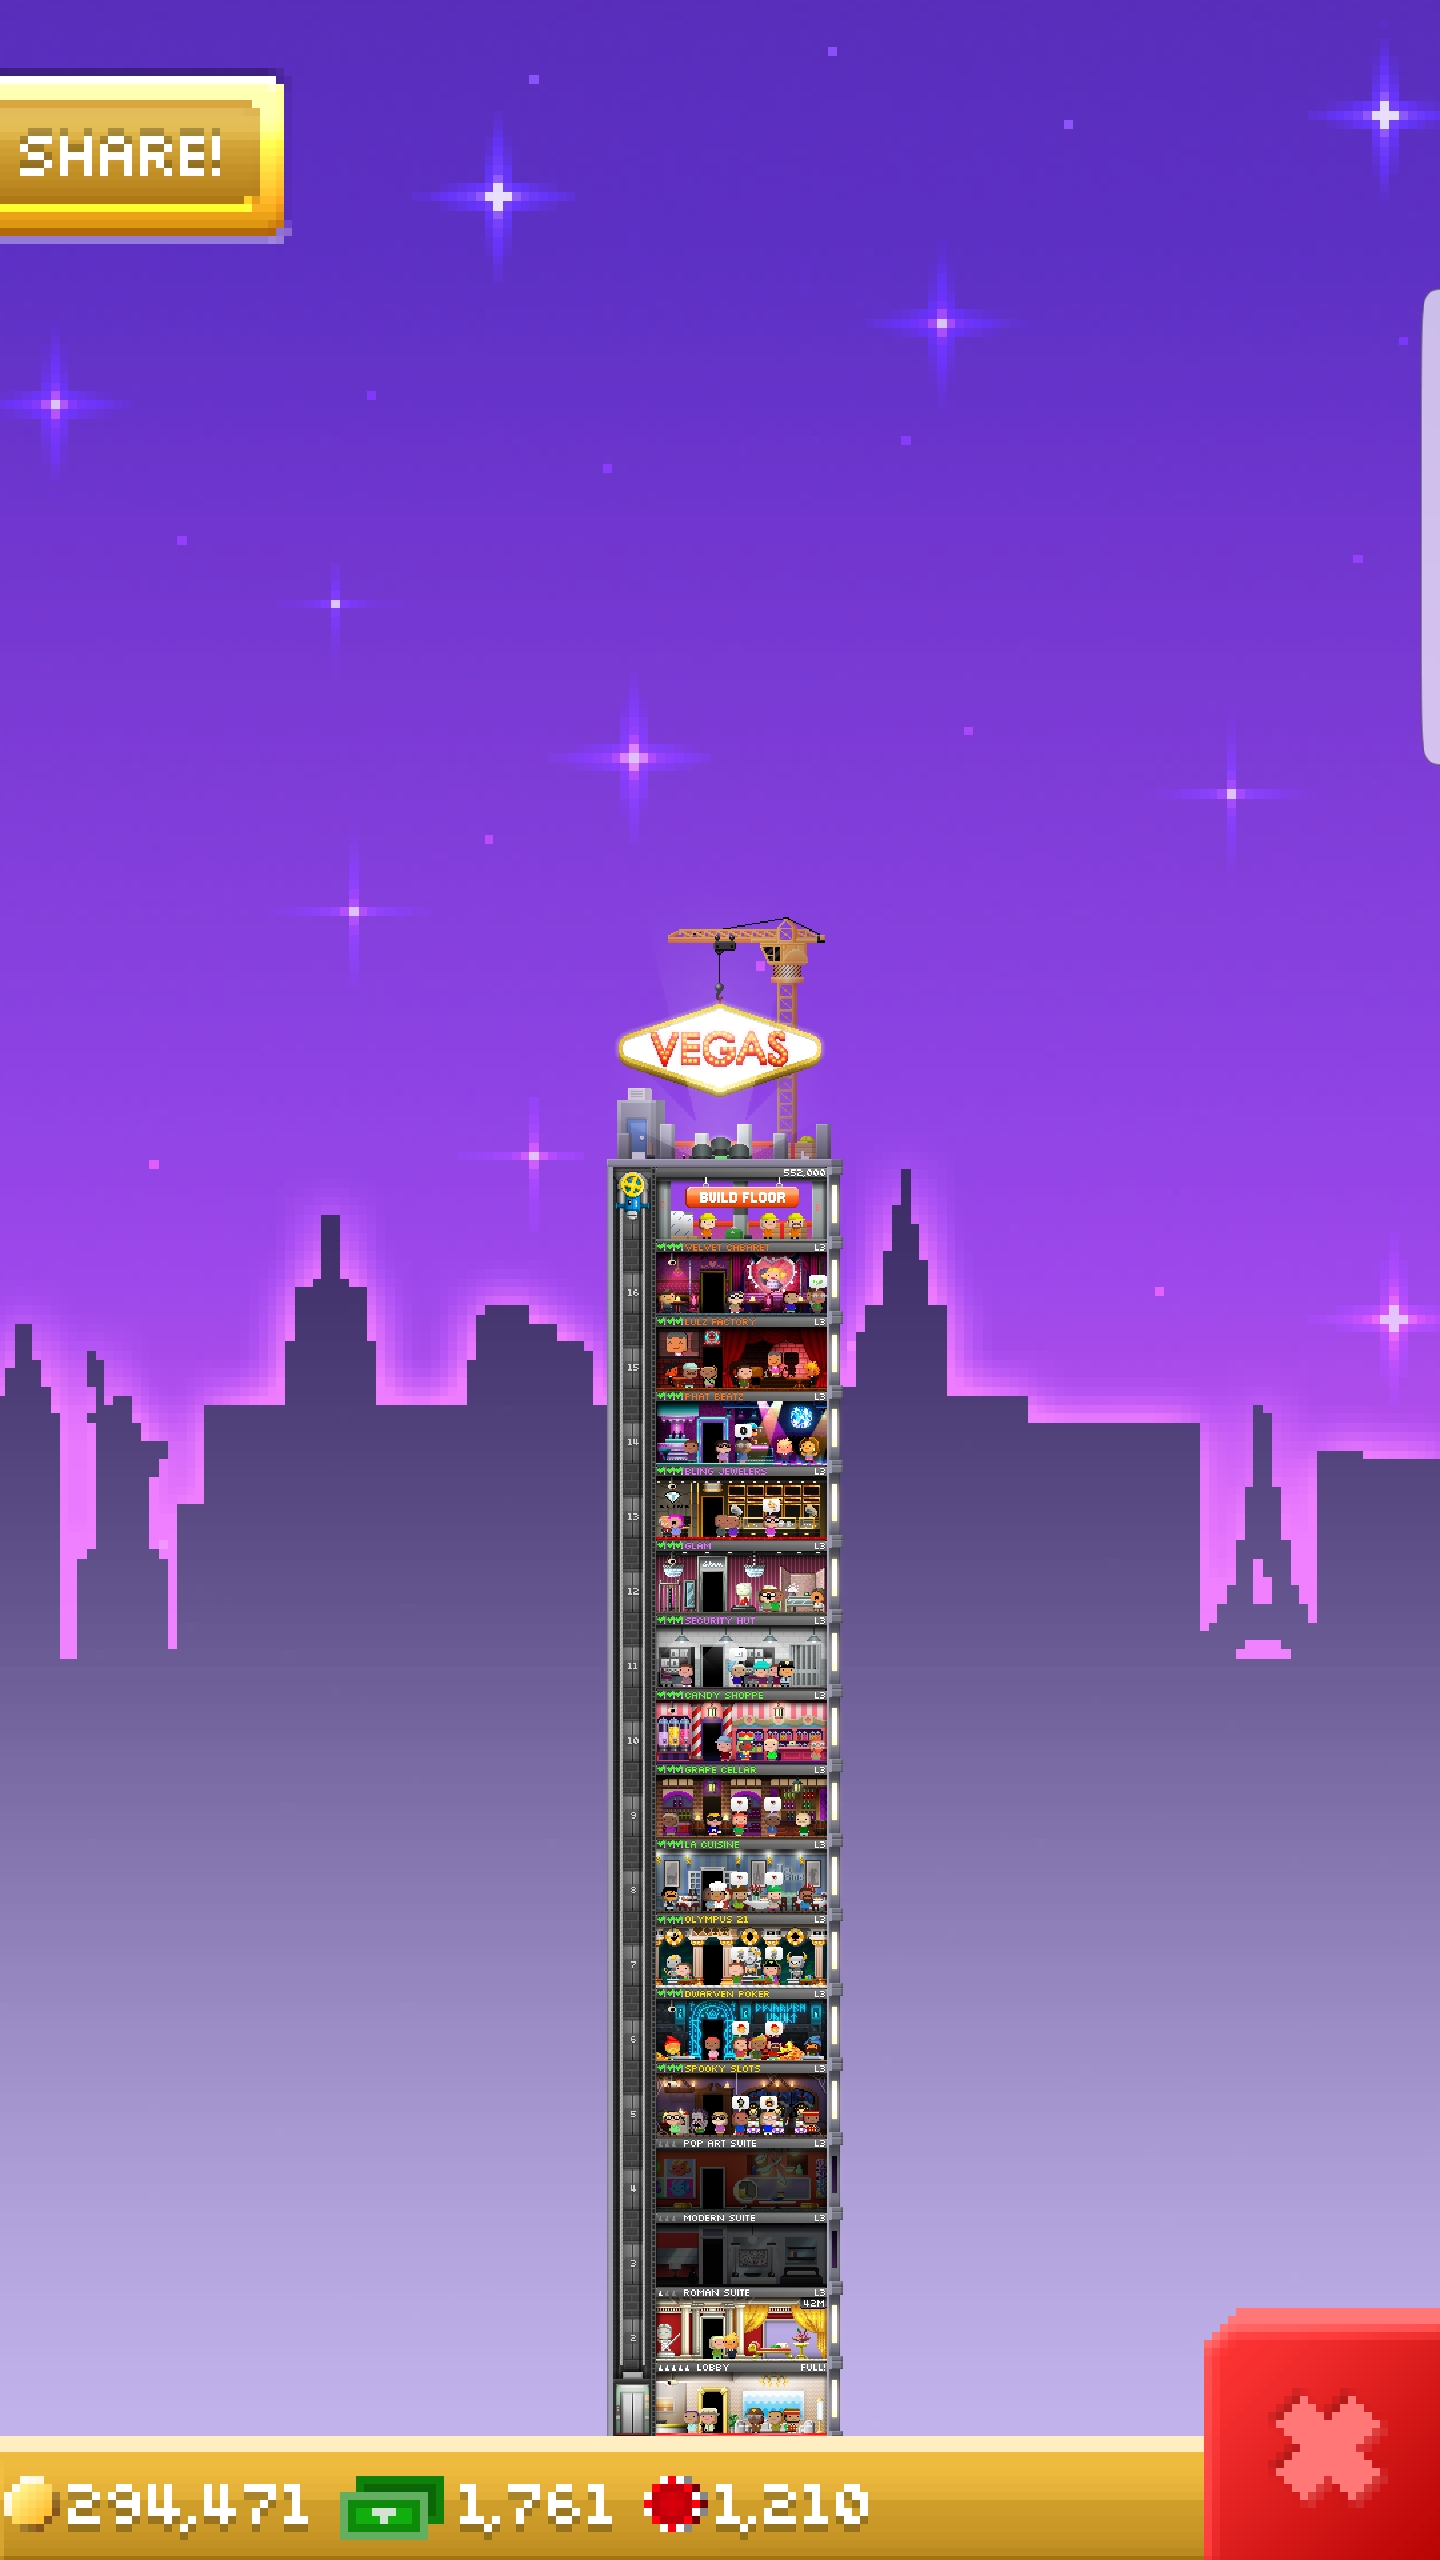 SHARE!
VEGAS
552,000
BUILD FLOOR
VELVET CABARET L3
16
LULZ FACTORY L3
15
PHAT BEATZ L3
14
BLING JEWELERS L3
13
GLAM L3
12
SECURITY HUT L3
11
CANDY SHOPPE L3
10
GRAPE CELLAR L3
9
LA CUISINE L3
8
OLYMPUS 21 L3
7
DWARVEN POKER L3
6
SPOOKY SLOTS L3
5
POP ART SUITE L3
4
MODERN SUITE L3
3
ROMAN SUITE L3
42M
2
LOBBY FULL!
294,471 1,761 1,210